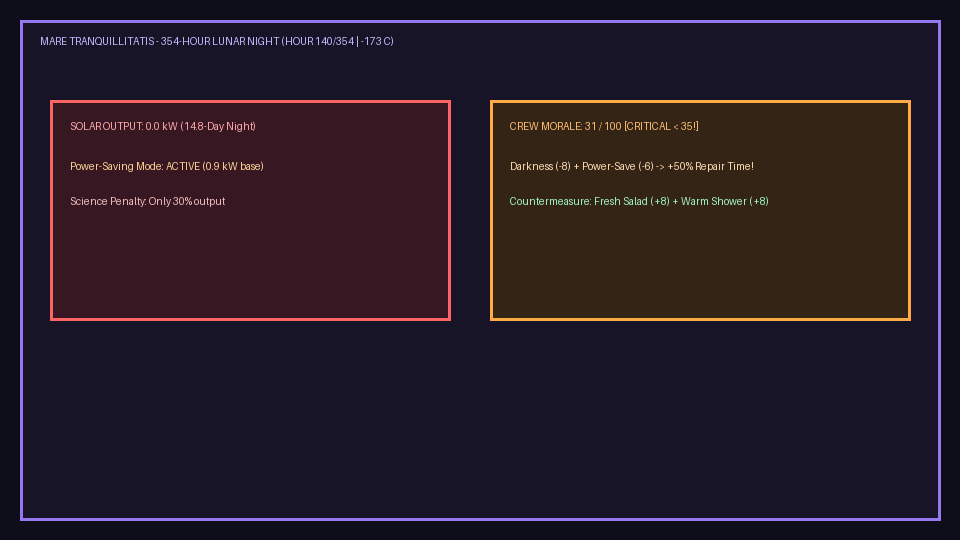 MARE TRANQUILLITATIS - 354-HOUR LUNAR NIGHT (HOUR 140/354 | -173 C)
SOLAR OUTPUT: 0.0 kW (14.8-Day Night)
Power-Saving Mode: ACTIVE (0.9 kW base)
Science Penalty: Only 30% output
CREW MORALE: 31 / 100 [CRITICAL < 35!]
Darkness (-8) + Power-Save (-6) -> +50% Repair Time!
Countermeasure: Fresh Salad (+8) + Warm Shower (+8)